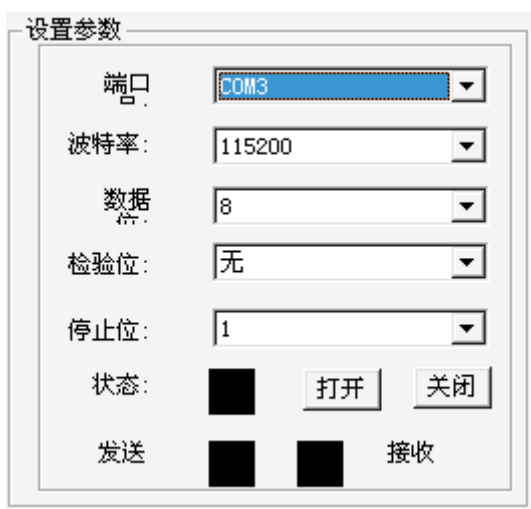 设置参数
端口
COM3
波特率:
115200
数据
8
检验位:
无
停止位:
1
状态:
打开
关闭
发送
接收